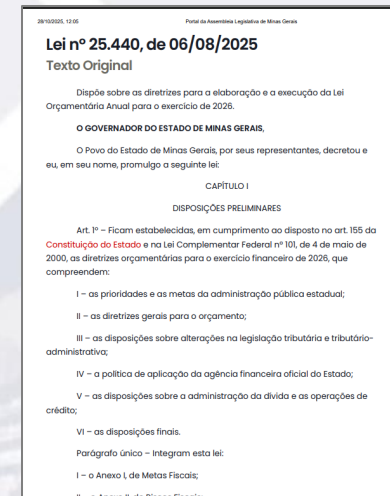 28/10/2025, 12:05 Portal da Assembleia Legislativa de Minas Gerais
Lei nº 25.440, de 06/08/2025
Texto Original
Dispõe sobre as diretrizes para a elaboração e a execução da Lei
Orçamentária Anual para o exercício de 2026.
O GOVERNADOR DO ESTADO DE MINAS GERAIS,
O Povo do Estado de Minas Gerais, por seus representantes, decretou e
eu, em seu nome, promulgo a seguinte lei:
CAPÍTULO I
DISPOSIÇÕES PRELIMINARES
Art. 1º – Ficam estabelecidas, em cumprimento ao disposto no art. 155 da
Constituição do Estado e na Lei Complementar Federal nº 101, de 4 de maio de
2000, as diretrizes orçamentárias para o exercício financeiro de 2026, que
compreendem:
I – as prioridades e as metas da administração pública estadual;
II – as diretrizes gerais para o orçamento;
III – as disposições sobre alterações na legislação tributária e tributário-
administrativa;
IV – a política de aplicação da agência financeira oficial do Estado;
V – as disposições sobre a administração da dívida e as operações de
crédito;
VI – as disposições finais.
Parágrafo único – Integram esta lei:
I – o Anexo I, de Metas Fiscais;